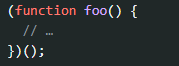 (function foo() {
  // …
})();